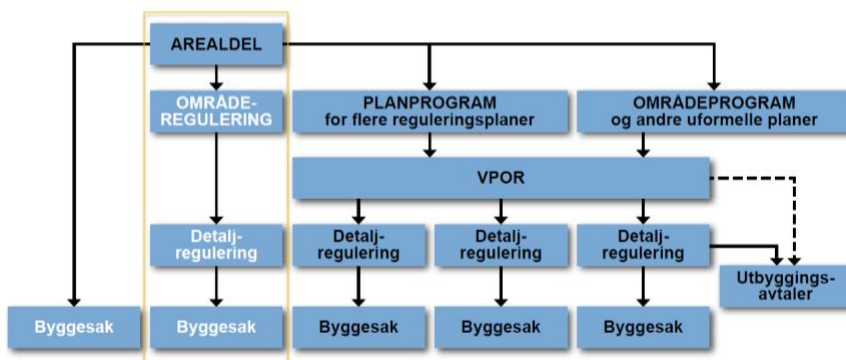 AREALDEL
OMRÅDE-
REGULERING
PLANPROGRAM
for flere reguleringsplaner
OMRÅDEPROGRAM
og andre uformelle planer
VPOR
Detalj-
regulering
Detalj-
regulering
Detalj-
regulering
Detalj-
regulering
Utbyggings-
avtaler
Byggesak
Byggesak
Byggesak
Byggesak
Byggesak